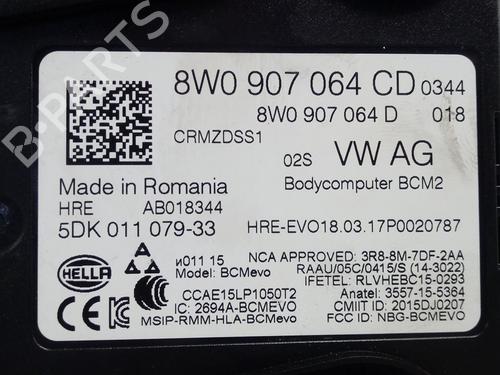 8W0 907 064 CD 0344
8W0 907 064 D 018
CRMZDSS1
02S VW AG
Made in Romania Bodycomputer BCM2
HRE AB018344
5DK 011 079-33 HRE-EVO18.03.17P0020787
HELLA
и011 15
Model: BCMevo
CCAE15LP1050T2
IC: 2694A-BCMEVO
MSIP-RMM-HLA-BCMevo
NCA APPROVED: 3R8-8M-7DF-2AA
RAAU/05C/0415/S (14-3022)
IFETEL: RLVHEBC15-0293
Anatel: 3557-15-5364
CMIIT ID: 2015DJ0207
FCC ID: NBG-BCMEVO
CE
B-PARTS